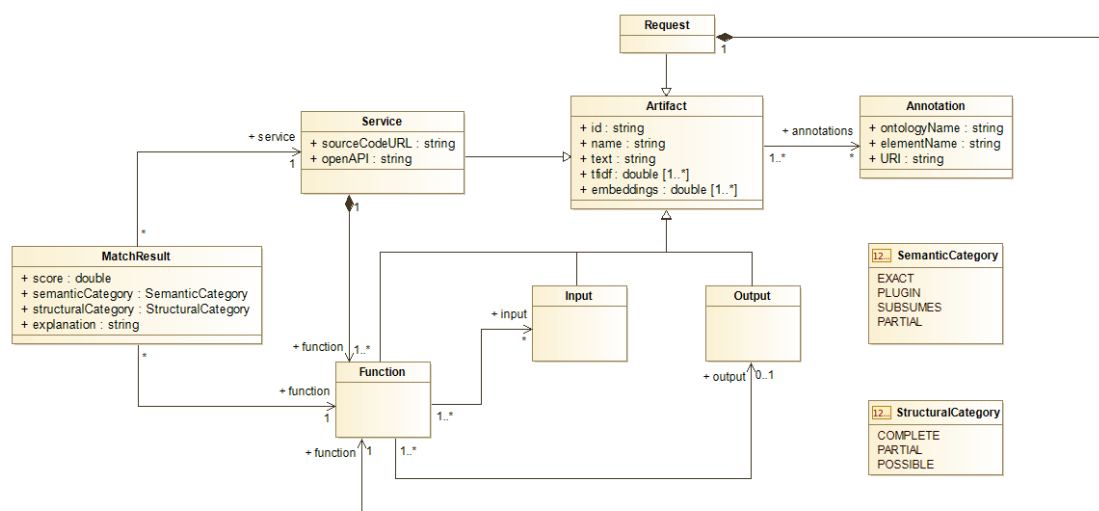 Request
1
Artifact
+ id : string
+ name : string
+ text : string
+ tfidf : double [1..*]
+ embeddings : double [1..*]
+ annotations
1..*
*
Annotation
+ ontologyName : string
+ elementName : string
+ URI : string
Service
+ sourceCodeURL : string
+ openAPI : string
+ service
1
1
*
MatchResult
+ score : double
+ semanticCategory : SemanticCategory
+ structuralCategory : StructuralCategory
+ explanation : string
*
12...
SemanticCategory
EXACT
PLUGIN
SUBSUMES
PARTIAL
Input
Output
+ input
*
+ function
1..*
Function
+ function
1
1..*
+ output
0..1
+ function
1
1..*
12...
StructuralCategory
COMPLETE
PARTIAL
POSSIBLE